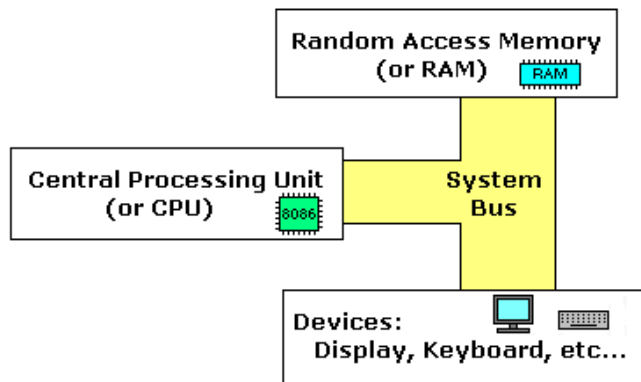 Random Access Memory
(or RAM)
RAM
Central Processing Unit
(or CPU)
8086
System
Bus
Devices:
Display, Keyboard, etc...